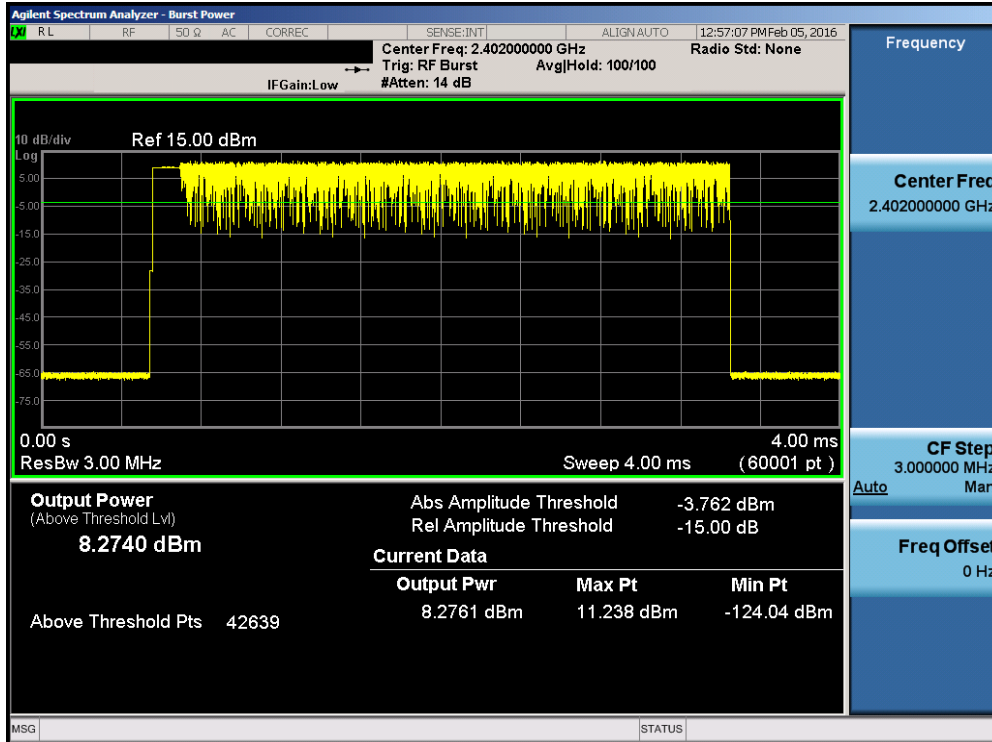 Agilent Spectrum Analyzer - Burst Power
LXI RL RF 50 Ω AC CORREC SENSE:INT ALIGN AUTO 12:57:07 PM Feb 05, 2016
Center Freq: 2.402000000 GHz Radio Std: None
Trig: RF Burst Avg|Hold: 100/100
IFGain:Low #Atten: 14 dB
Frequency
10 dB/div Ref 15.00 dBm
Log
5.00
-5.00
-15.0
-25.0
-35.0
-45.0
-55.0
-65.0
-75.0
0.00 s 4.00 ms
ResBw 3.00 MHz Sweep 4.00 ms (60001 pt)
Output Power
(Above Threshold Lvl)
8.2740 dBm
Above Threshold Pts 42639
Abs Amplitude Threshold -3.762 dBm
Rel Amplitude Threshold -15.00 dB
Current Data
Output Pwr Max Pt Min Pt
8.2761 dBm 11.238 dBm -124.04 dBm
Center Freq
2.402000000 GHz
CF Step
3.000000 MHz
Auto Man
Freq Offset
0 Hz
MSG STATUS